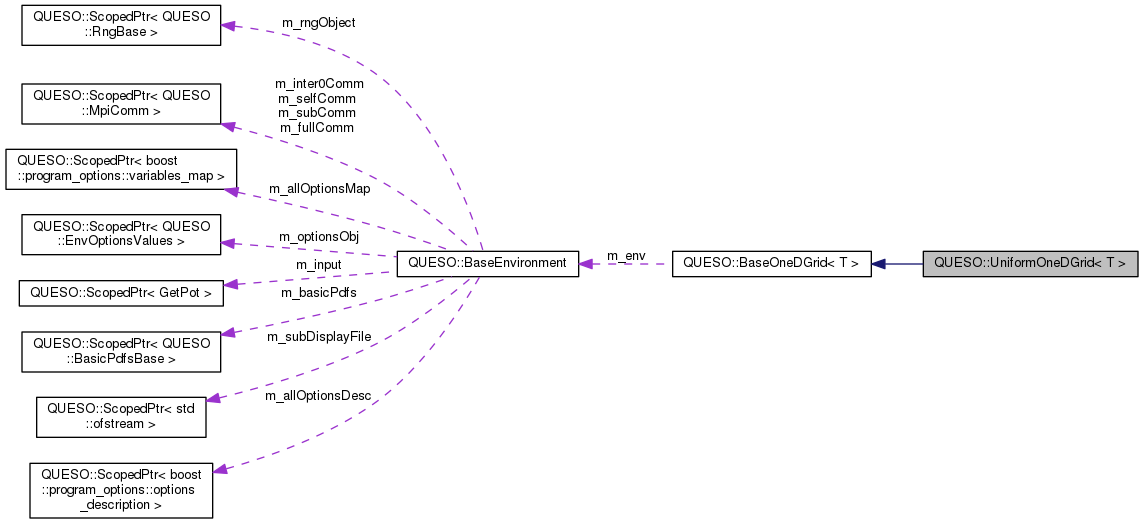 QUESO::ScopedPtr< QUESO
::RngBase >
m_rngObject
QUESO::ScopedPtr< QUESO
::MpiComm >
m_inter0Comm
m_selfComm
m_subComm
m_fullComm
QUESO::ScopedPtr< boost
::program_options::variables_map >
m_allOptionsMap
QUESO::ScopedPtr< QUESO
::EnvOptionsValues >
m_optionsObj
QUESO::ScopedPtr< GetPot >
m_input
QUESO::ScopedPtr< QUESO
::BasicPdfsBase >
m_basicPdfs
QUESO::ScopedPtr< std
::ofstream >
m_subDisplayFile
QUESO::ScopedPtr< boost
::program_options::options
_description >
m_allOptionsDesc
QUESO::BaseEnvironment
m_env
QUESO::BaseOneDGrid< T >
QUESO::UniformOneDGrid< T >